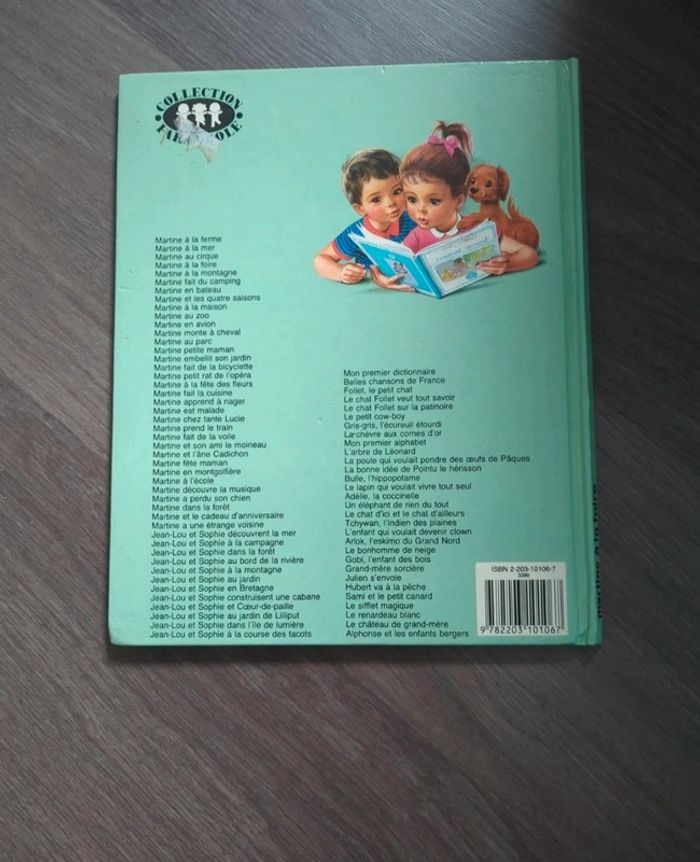 COLLECTION
Martine à la ferme
Martine à la mer
Martine au cirque
Martine à la foire
Martine à la montagne
Martine fait du camping
Martine en bateau
Martine et les quatre saisons
Martine à la maison
Martine au zoo
Martine en avion
Martine monte à cheval
Martine au parc
Martine petite maman
Martine embellit son jardin
Martine fait de la bicyclette
Martine petit rat de l'opéra
Martine à la fête des fleurs
Martine fait la cuisine
Martine apprend à nager
Martine est malade
Martine chez tante Lucie
Martine prend le train
Martine fait de la voile
Martine et son ami le moineau
Martine et l'âne Cadichon
Martine fête maman
Martine en montgolfière
Martine à l'école
Martine découvre la musique
Martine a perdu son chien
Martine dans la forêt
Martine et le cadeau d'anniversaire
Martine a une étrange voisine
Jean-Lou et Sophie découvrent la mer
Jean-Lou et Sophie à la campagne
Jean-Lou et Sophie dans la forêt
Jean-Lou et Sophie au bord de la rivière
Jean-Lou et Sophie à la montagne
Jean-Lou et Sophie au jardin
Jean-Lou et Sophie en Bretagne
Jean-Lou et Sophie construisent une cabane
Jean-Lou et Sophie et Cœur-de-paille
Jean-Lou et Sophie au jardin de Lilliput
Jean-Lou et Sophie dans l'île de lumière
Jean-Lou et Sophie à la course des tacots
Mon premier dictionnaire
Belles chansons de France
Follet, le petit chat
Le chat Follet veut tout savoir
Le chat Follet sur la patinoire
Le petit cow-boy
Gris-gris, l'écureuil étourdi
La chèvre aux cornes d'or
Mon premier alphabet
L'arbre de Léonard
La poule qui voulait pondre des œufs de Pâques
La bonne idée de Pointu le hérisson
Bulle, l'hippopotame
Le lapin qui voulait vivre tout seul
Adélie, la coccinelle
Un éléphant de rien du tout
Le chat d'ici et le chat d'ailleurs
Tchywan, l'Indien des plaines
L'enfant qui voulait devenir clown
Arlok, l'eskimo du Grand Nord
Le bonhomme de neige
Gobi, l'enfant des bois
Grand-mère sorcière
Julien s'envole
Hubert va à la pêche
Sami et le petit canard
Le sifflet magique
Le renardeau blanc
Le château de grand-mère
Alphonse et les enfants bergers
ISBN 2-203-10106-7
9 782203 101067
martine à la foire